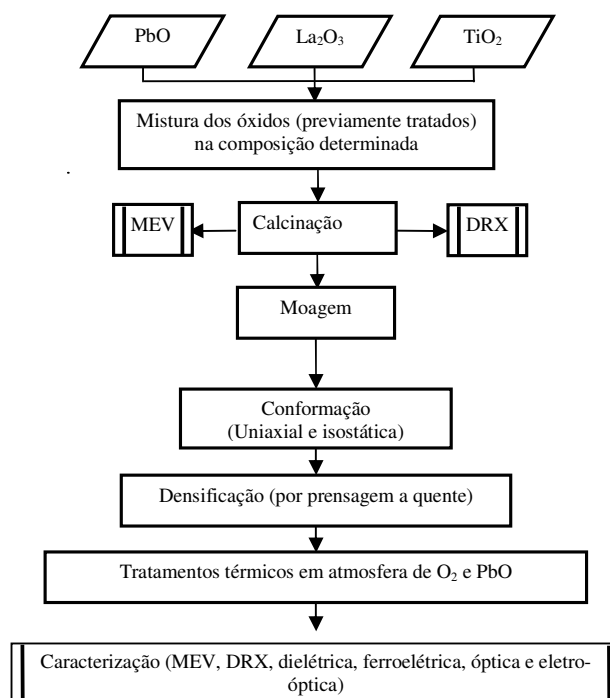 PbO
La₂O₃
TiO₂
Mistura dos óxidos (previamente tratados)
na composição determinada
MEV
Calcinação
DRX
Moagem
Conformação
(Uniaxial e isostática)
Densificação (por prensagem a quente)
Tratamentos térmicos em atmosfera de O₂ e PbO
Caracterização (MEV, DRX, dielétrica, ferroelétrica, óptica e eletro-
óptica)